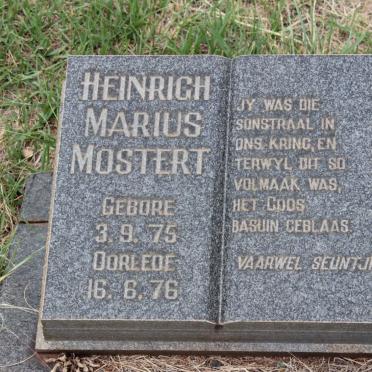 HEINRICH
MARIUS
MOSTERT
GEBORE
3.9.75
OORLEDE
16.6.76
JY WAS DIE
SONSTRAAL IN
ONS KRING, EN
TERWYL DIT SO
VOLMAAK WAS,
HET GODS
BASUIN GEBLAAS.
VAARWEL